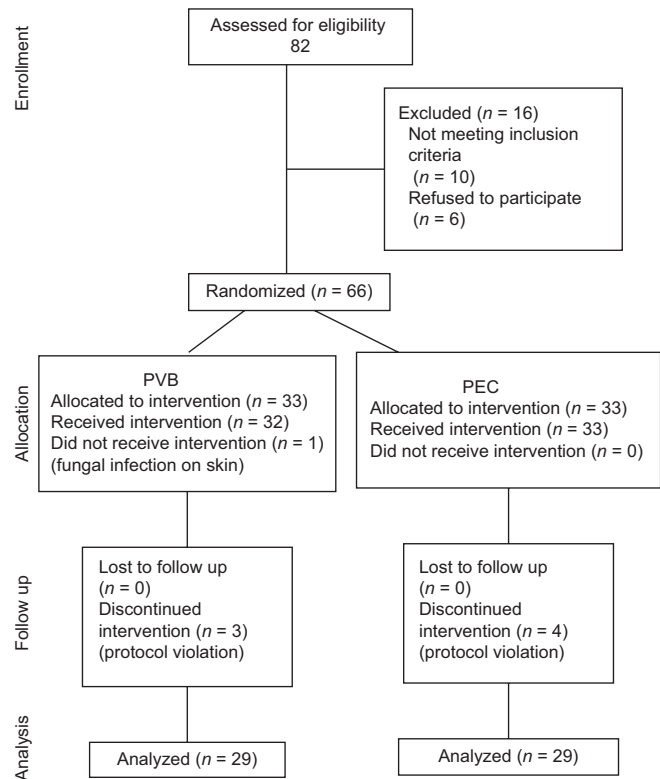 Enrollment
Assessed for eligibility
82
Excluded (n = 16)
Not meeting inclusion
criteria
(n = 10)
Refused to participate
(n = 6)
Randomized (n = 66)
Allocation
PVB
Allocated to intervention (n = 33)
Received intervention (n = 32)
Did not receive intervention (n = 1)
(fungal infection on skin)
PEC
Allocated to intervention (n = 33)
Received intervention (n = 33)
Did not receive intervention (n = 0)
Follow up
Lost to follow up
(n = 0)
Discontinued
intervention (n = 3)
(protocol violation)
Lost to follow up
(n = 0)
Discontinued
intervention (n = 4)
(protocol violation)
Analysis
Analyzed (n = 29)
Analyzed (n = 29)